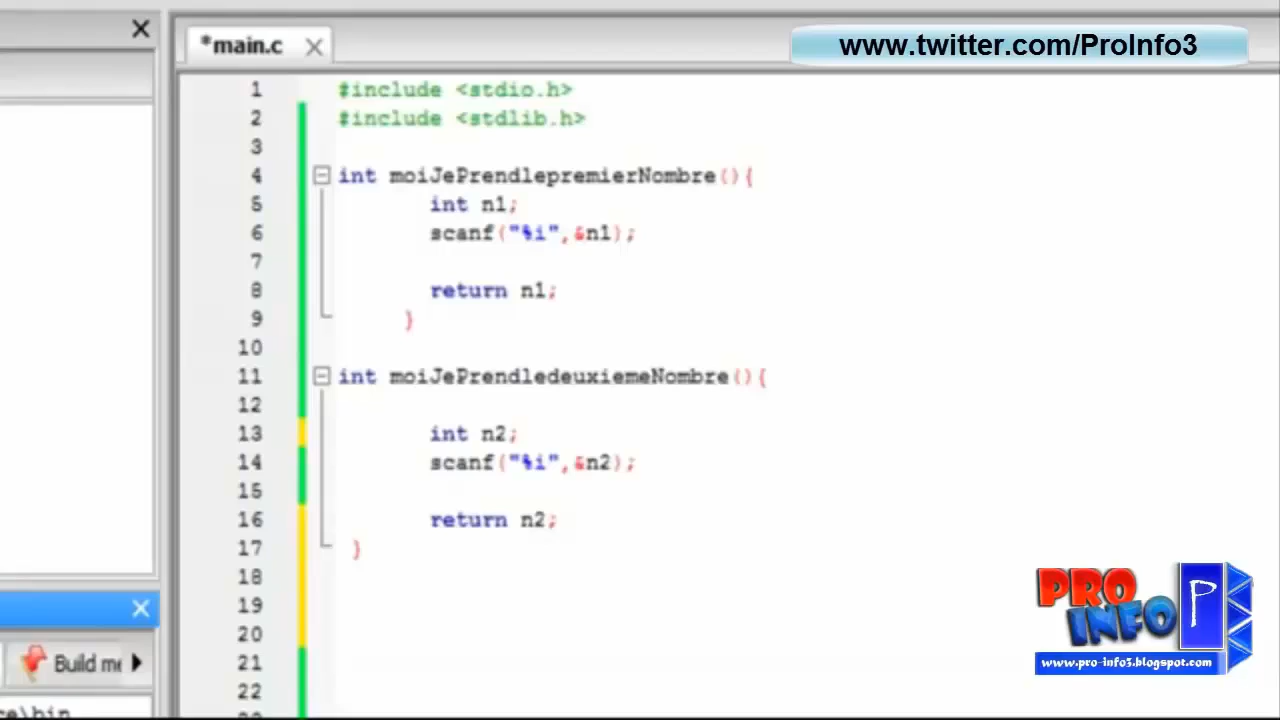 *main.c
www.twitter.com/ProInfo3
1 #include <stdio.h>
2 #include <stdlib.h>
3
4 int moiJePrendlepremierNombre(){
5 int n1;
6 scanf("%i",&n1);
7
8 return n1;
9 }
10
11 int moiJePrendledeuxiemeNombre(){
12
13 int n2;
14 scanf("%i",&n2);
15
16 return n2;
17 }
18
19
20
21
22
Build me
PRO INFO P
www.pro-info3.blogspot.com